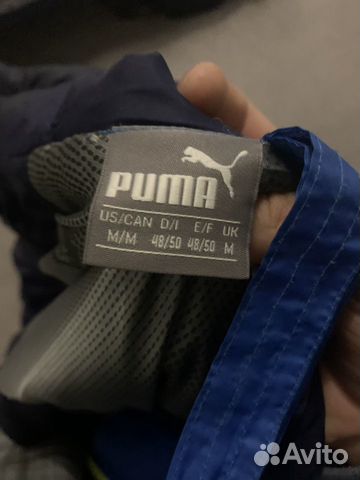 PUMA
US/CAN D/I E/F UK
M/M 48/50 48/50 M
Avito